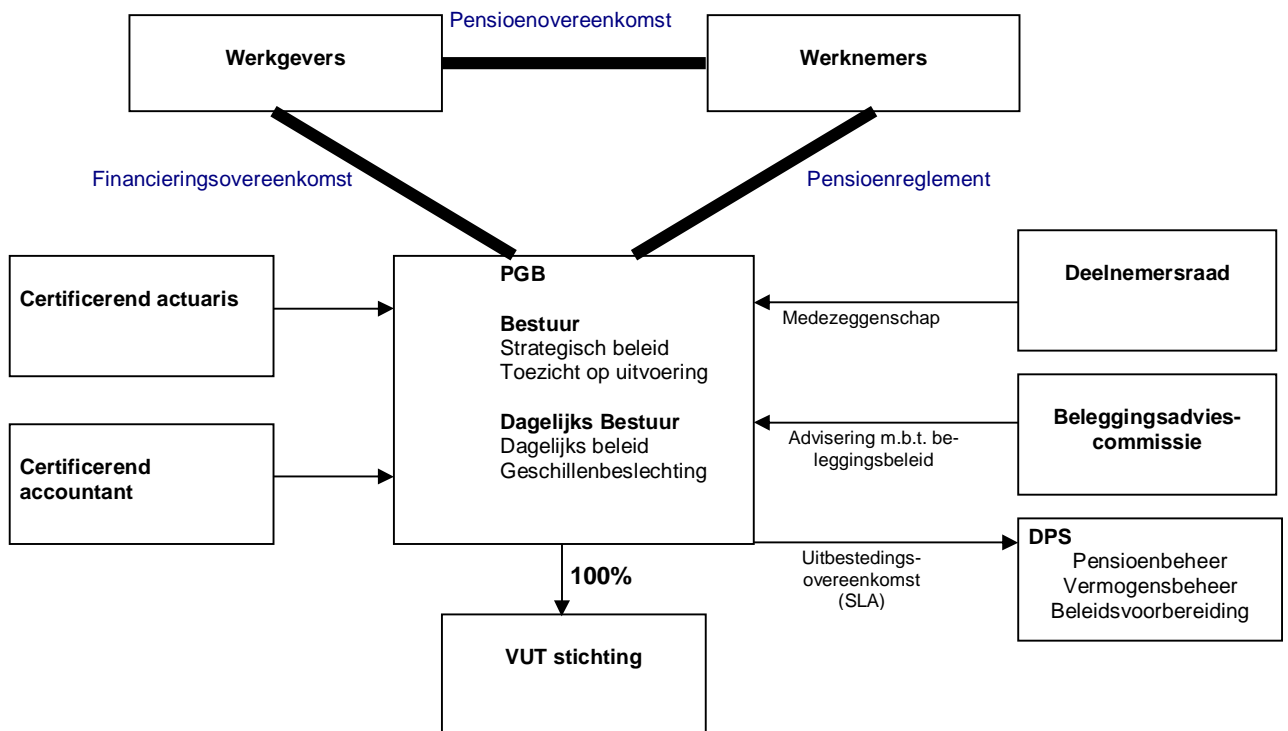 Pensioenovereenkomst
Werkgevers
Werknemers
Financieringsovereenkomst
Pensioenreglement
Certificerend actuaris
PGB
Bestuur
Strategisch beleid
Toezicht op uitvoering
Dagelijks Bestuur
Dagelijks beleid
Geschillenbeslechting
Deelnemersraad
Medezeggenschap
Certificerend
accountant
Beleggingsadvies-
commissie
Advisering m.b.t. be-
leggingsbeleid
DPS
Pensioenbeheer
Vermogensbeheer
Beleidsvoorbereiding
Uitbestedings-
overeenkomst
(SLA)
100%
VUT stichting